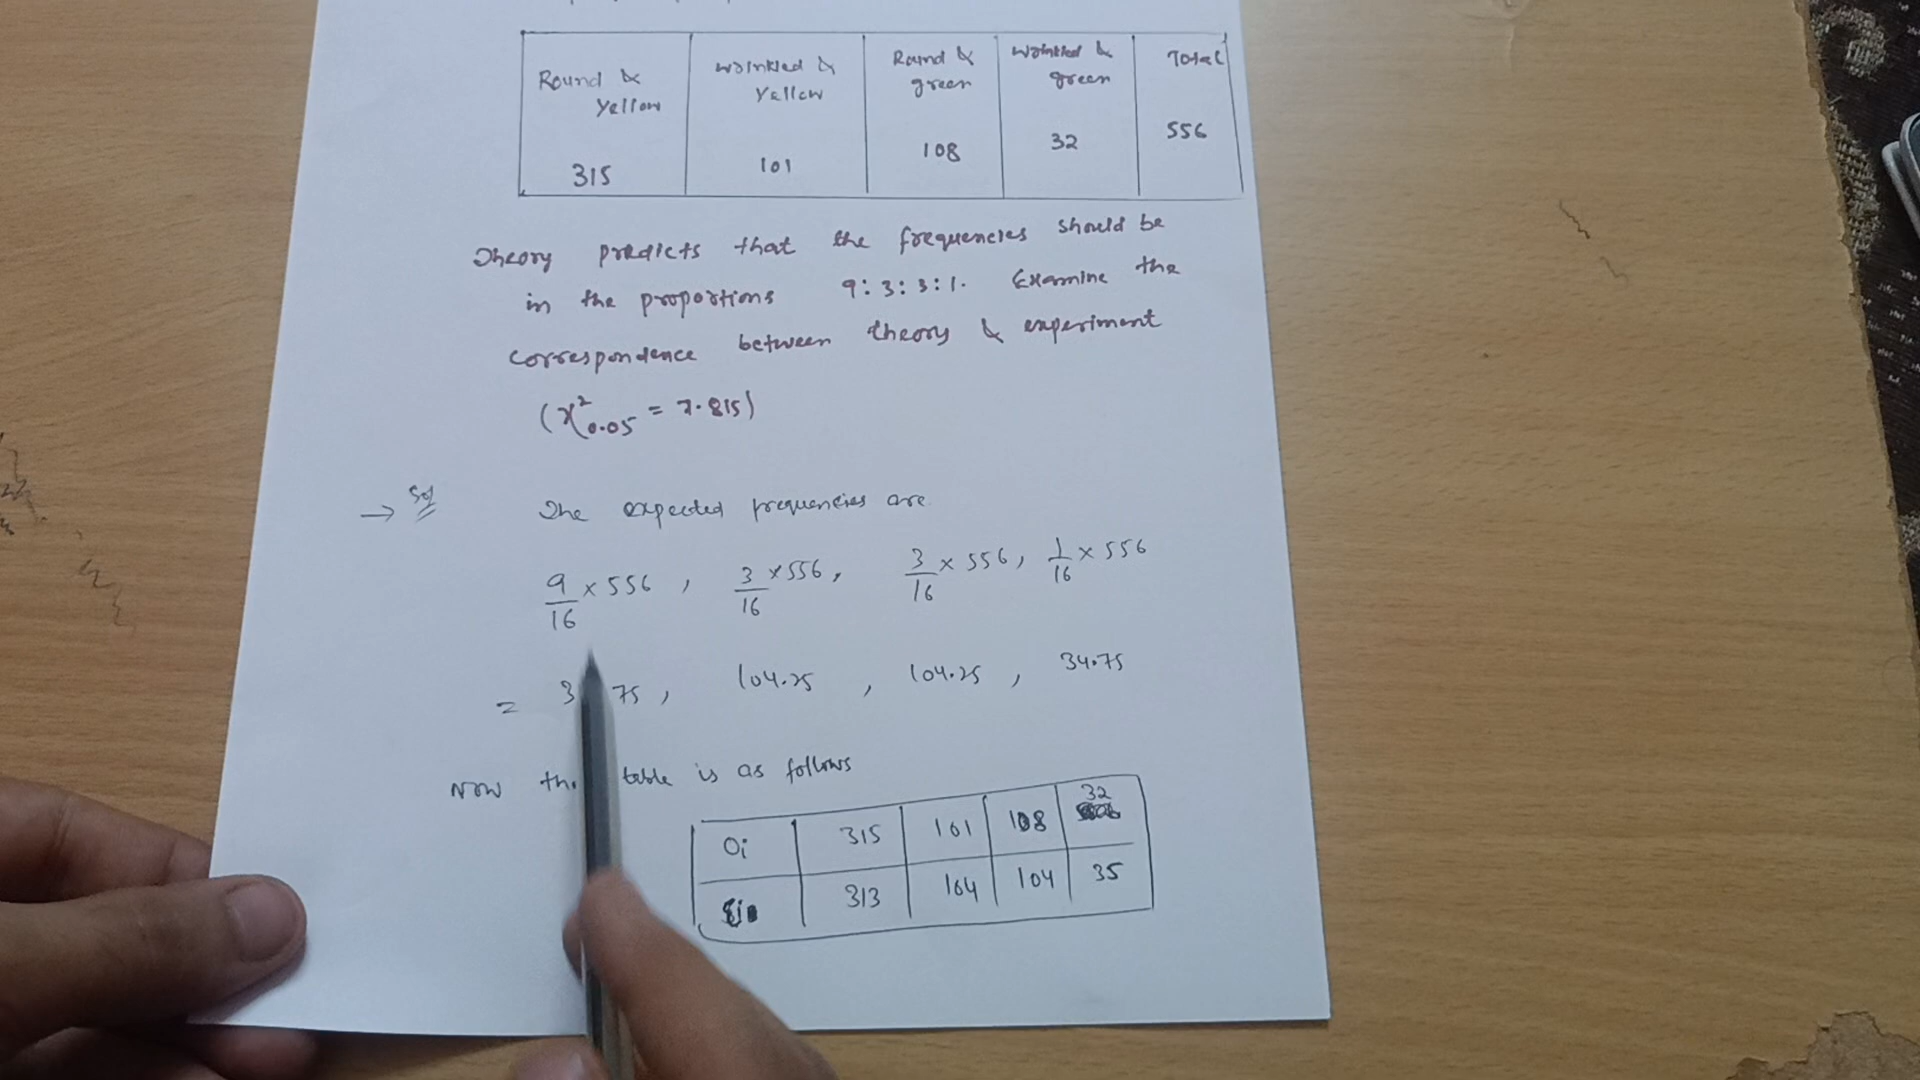 Round & Yellow
wrinkled & Yellow
Round & green
wrinkled & green
Total
315
101
108
32
556
Theory predicts that the frequencies should be
in the proportions 9:3:3:1. Examine the
correspondence between theory & experiment
(χ²0.05 = 7.815)
→ Sol The expected frequencies are
9/16 × 556, 3/16 × 556, 3/16 × 556, 1/16 × 556
= 3 75, 104.25, 104.25, 34.75
Now the table is as follows
Oi 315 101 108 32
313 104 104 35